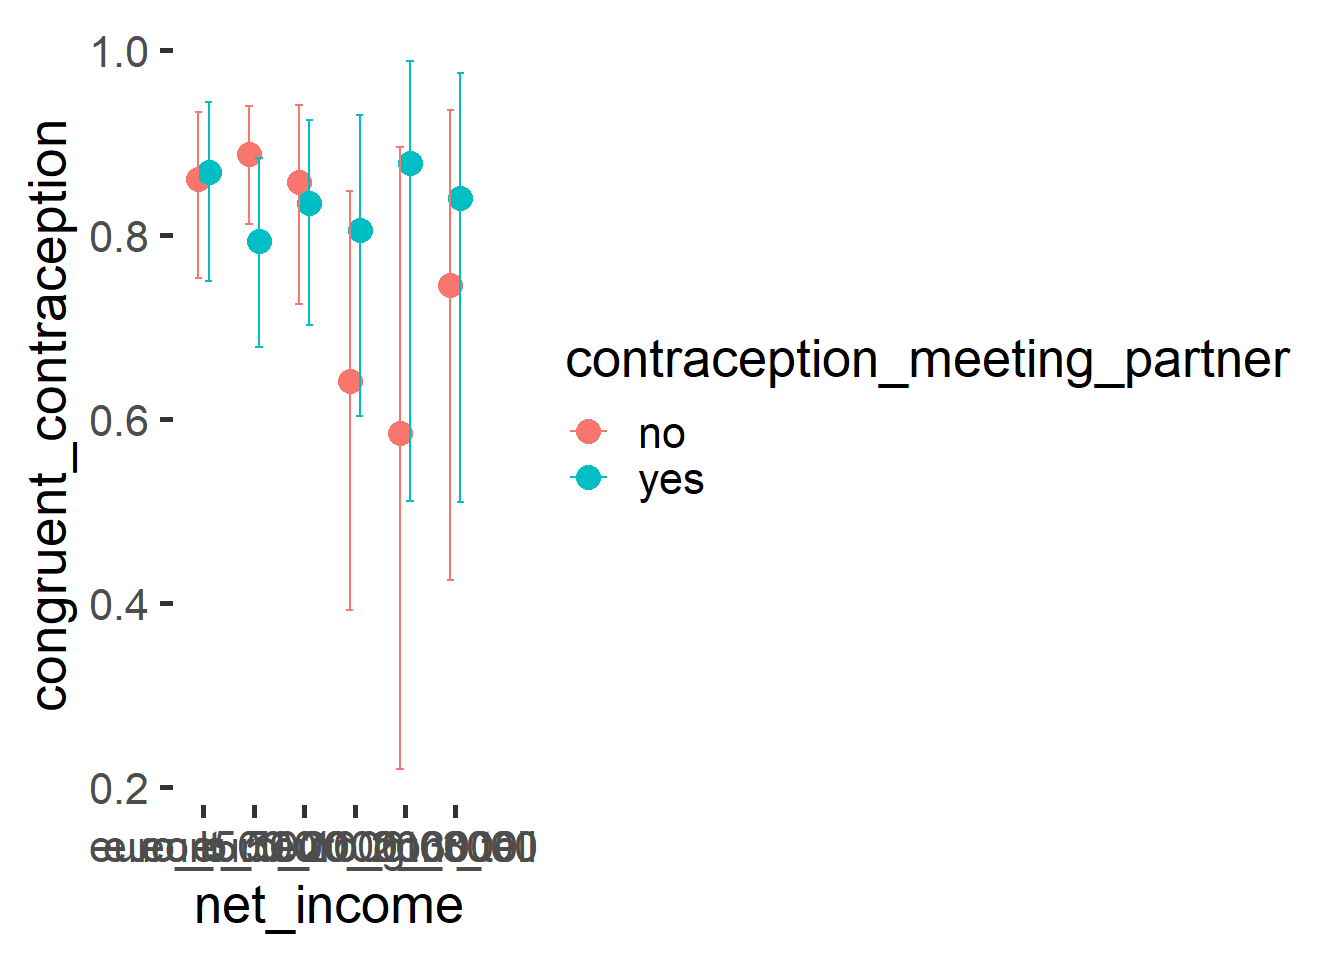 1.0
0.8
0.6
0.4
0.2
congruent_contraception
net_income
contraception_meeting_partner
no
yes